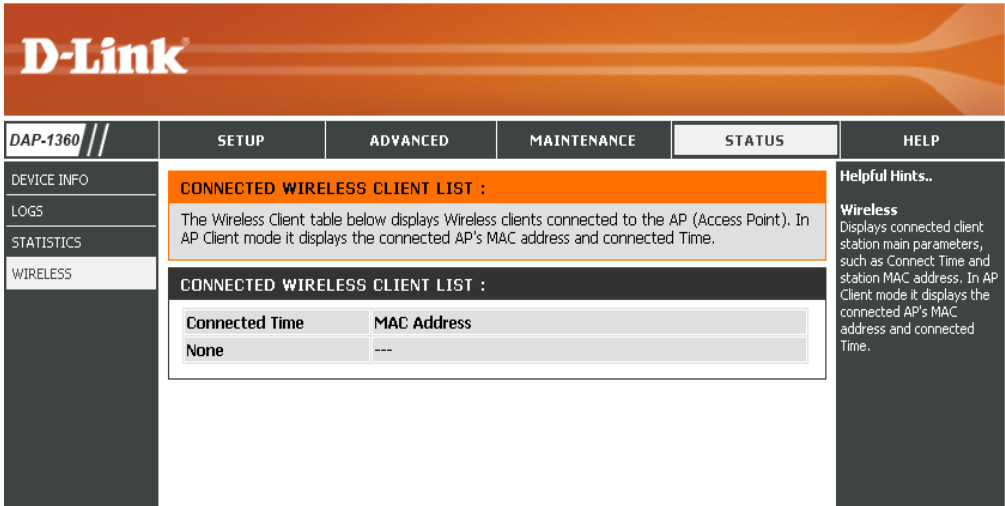 D-Link
DAP-1360
SETUP
ADVANCED
MAINTENANCE
STATUS
HELP
DEVICE INFO
LOGS
STATISTICS
WIRELESS
CONNECTED WIRELESS CLIENT LIST :
The Wireless Client table below displays Wireless clients connected to the AP (Access Point). In
AP Client mode it displays the connected AP's MAC address and connected Time.
CONNECTED WIRELESS CLIENT LIST :
Connected Time MAC Address
None ---
Helpful Hints..
Wireless
Displays connected client
station main parameters,
such as Connect Time and
station MAC address. In AP
Client mode it displays the
connected AP's MAC
address and connected
Time.